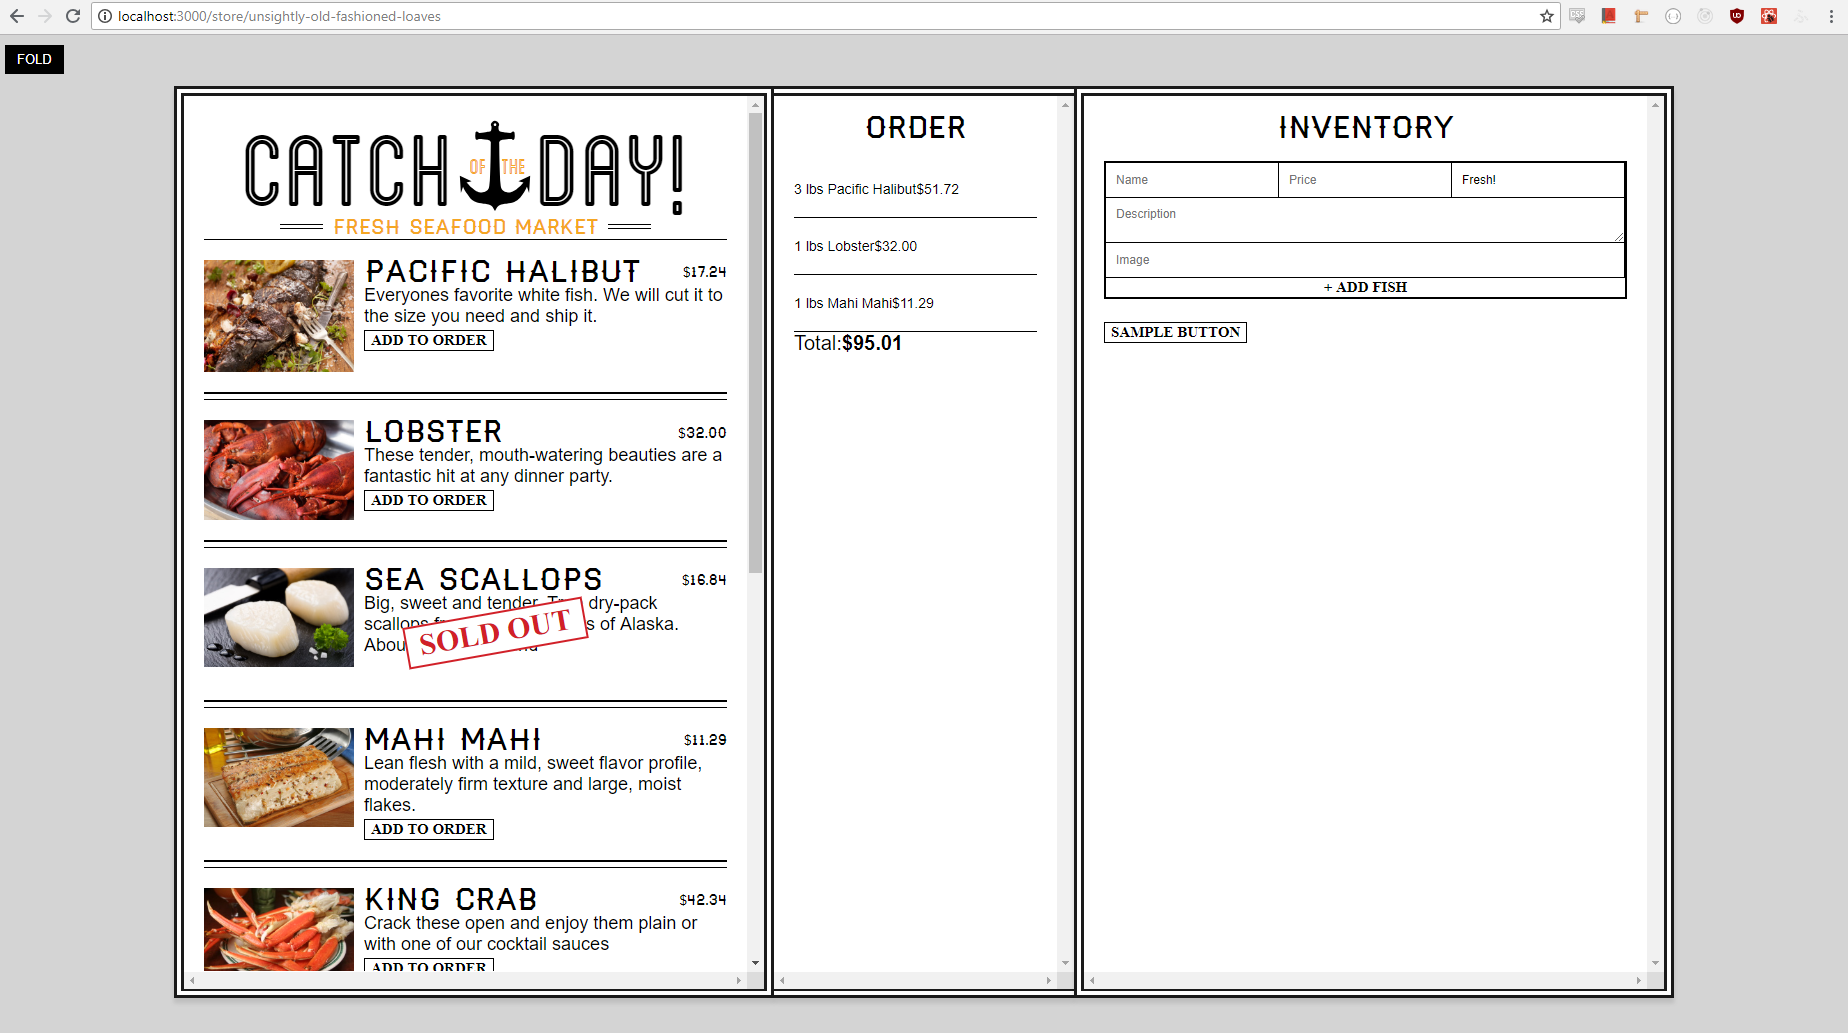 localhost:3000/store/unsightly-old-fashioned-loaves
FOLD
CATCH OF THE DAY!
FRESH SEAFOOD MARKET
PACIFIC HALIBUT $17.24
Everyones favorite white fish. We will cut it to
the size you need and ship it.
ADD TO ORDER
LOBSTER $32.00
These tender, mouth-watering beauties are a
fantastic hit at any dinner party.
ADD TO ORDER
SEA SCALLOPS $16.84
Big, sweet and tender. dry-pack
scallops of Alaska.
SOLD OUT
MAHI MAHI $11.29
Lean flesh with a mild, sweet flavor profile,
moderately firm texture and large, moist
flakes.
ADD TO ORDER
KING CRAB $42.34
Crack these open and enjoy them plain or
with one of our cocktail sauces
ADD TO ORDER
ORDER
3 lbs Pacific Halibut$51.72
1 lbs Lobster$32.00
1 lbs Mahi Mahi$11.29
Total:$95.01
INVENTORY
Name Price Fresh!
Description
Image
+ ADD FISH
SAMPLE BUTTON